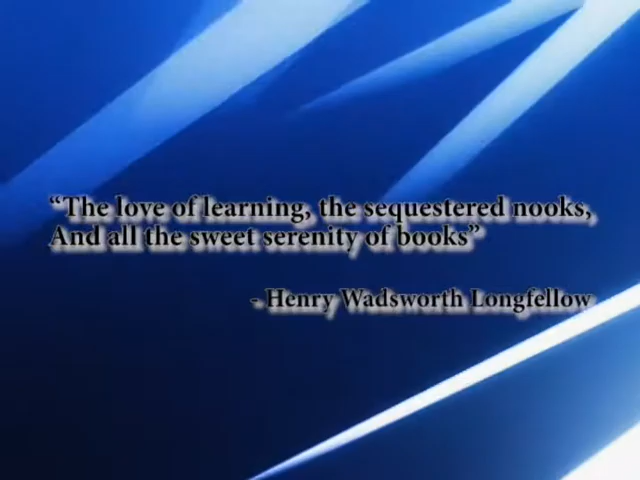 “The love of learning, the sequestered nooks,
And all the sweet serenity of books”
- Henry Wadsworth Longfellow